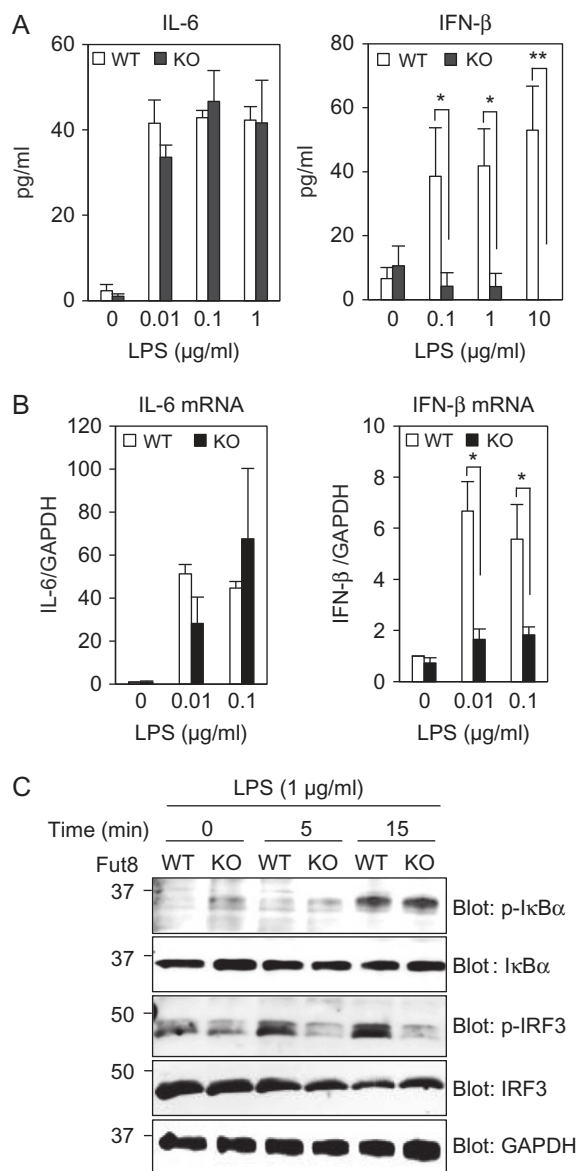 A
IL-6
IFN-β
WT KO
WT KO
60
40
20
0
pg/ml
0 0.01 0.1 1
LPS (µg/ml)
80
60
40
20
0
pg/ml
* * **
0 0.1 1 10
LPS (µg/ml)
B
IL-6 mRNA
IFN-β mRNA
WT KO
WT KO
120
100
80
60
40
20
0
IL-6/GAPDH
0 0.01 0.1
LPS (µg/ml)
10
8
6
4
2
0
IFN-β /GAPDH
* *
0 0.01 0.1
LPS (µg/ml)
C
LPS (1 µg/ml)
Time (min) 0 5 15
Fut8 WT KO WT KO WT KO
37 Blot: p-IκBα
37 Blot : IκBα
50 Blot: p-IRF3
50 Blot: IRF3
37 Blot: GAPDH